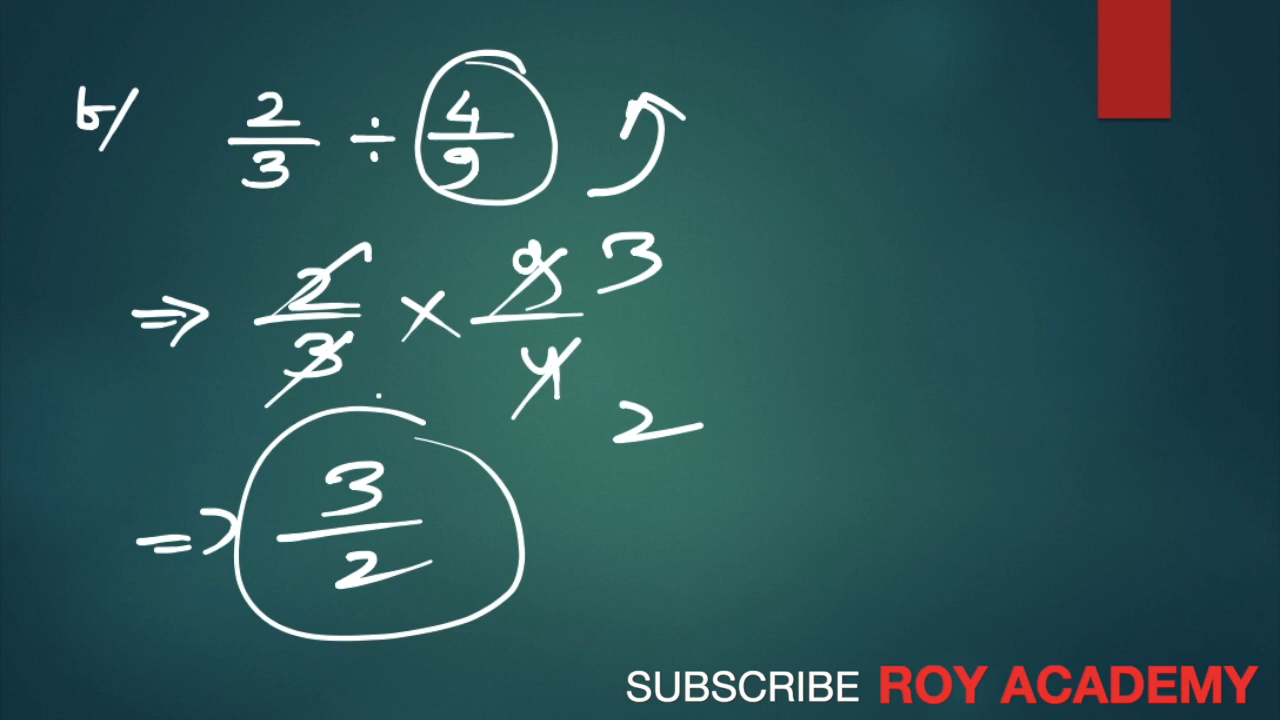 b/ 2/3 ÷ 4/9
⇒ 2/3 × 9/4 3 2
⇒ 3/2
SUBSCRIBE ROY ACADEMY